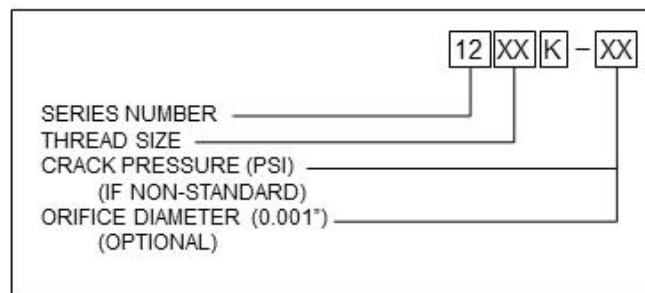 12 XX K – XX
SERIES NUMBER
THREAD SIZE
CRACK PRESSURE (PSI)
(IF NON-STANDARD)
ORIFICE DIAMETER (0.001")
(OPTIONAL)